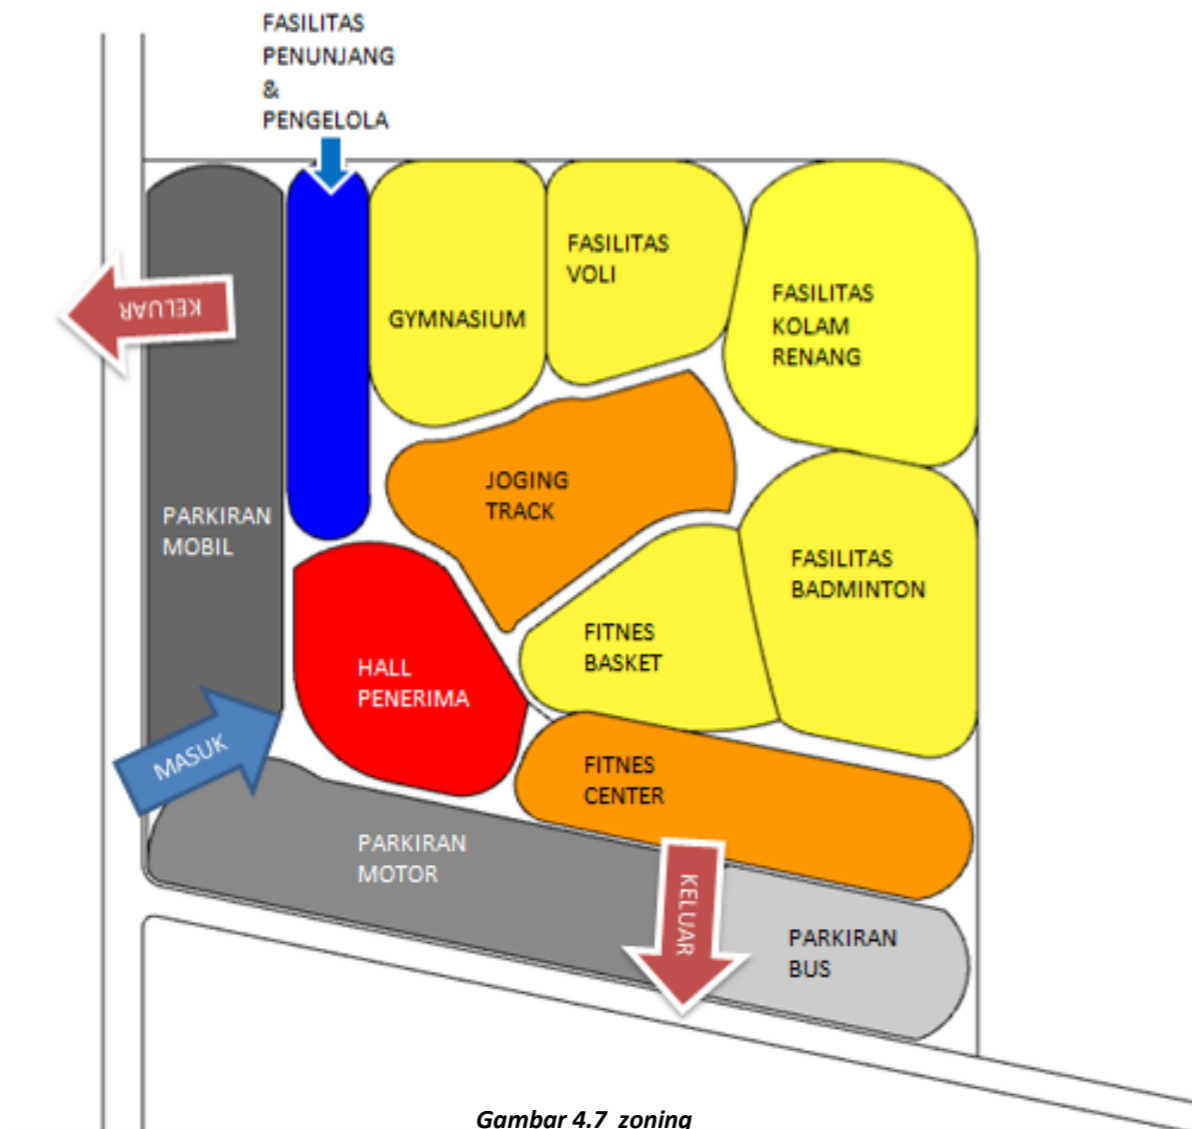 FASILITAS
PENUNJANG
&
PENGELOLA
GYMNASIUM
FASILITAS
VOLI
FASILITAS
KOLAM
RENANG
KELUAR
JOGING
TRACK
PARKIRAN
MOBIL
FASILITAS
BADMINTON
FITNES
BASKET
HALL
PENERIMA
MASUK
FITNES
CENTER
PARKIRAN
MOTOR
KELUAR
PARKIRAN
BUS
Gambar 4.7 zoning